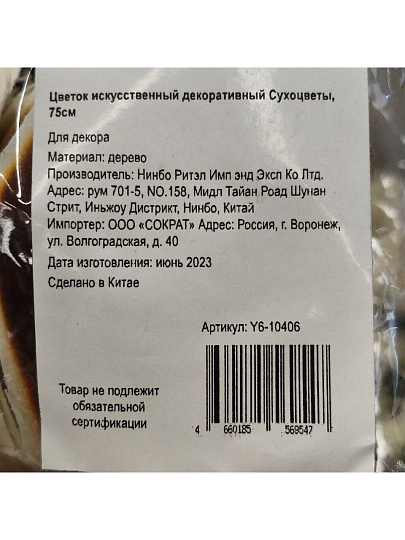 Цветок искусственный декоративный Сухоцветы,
75см
Для декора
Материал: дерево
Производитель: Нинбо Ритэл Имп энд Эксп Ко Лтд.
Адрес: рум 701-5, NO.158, Мидл Тайан Роад Шунан
Стрит, Иньжоу Дистрикт, Нинбо, Китай
Импортер: ООО «СОКРАТ» Адрес: Россия, г. Воронеж,
ул. Волгоградская, д. 40
Дата изготовления: июнь 2023
Сделано в Китае
Артикул: Y6-10406
Товар не подлежит
обязательной
сертификации
4 660185 569547